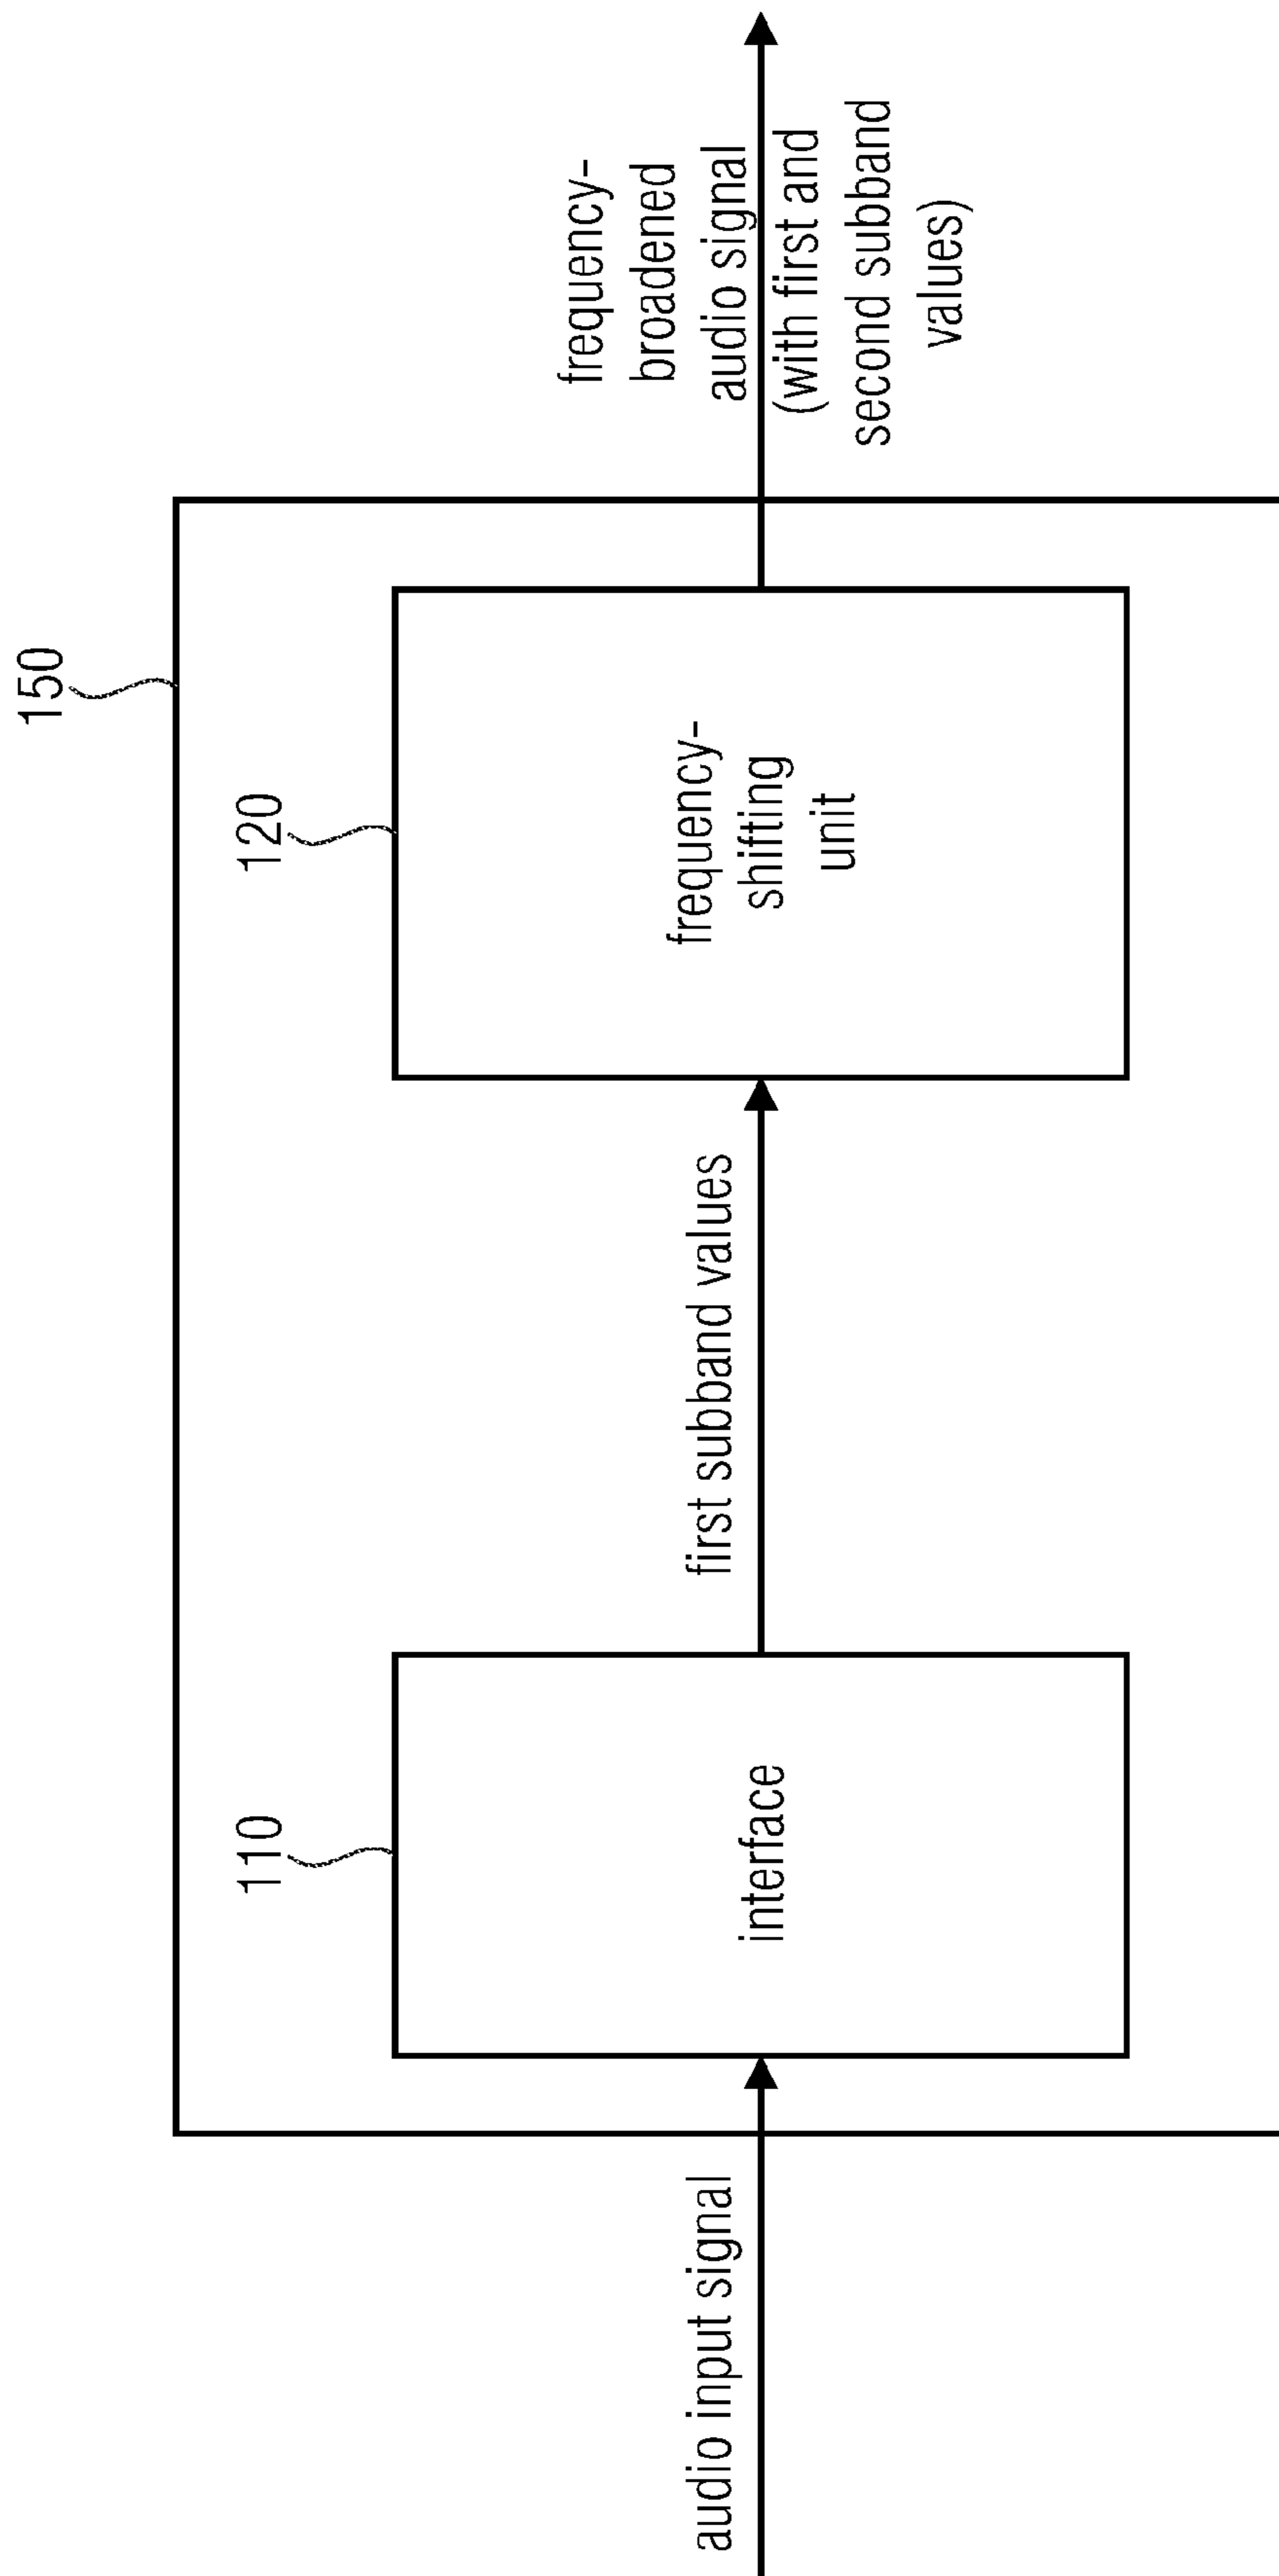 150
110
120
audio input signal
interface
first subband values
frequency-
shifting
unit
frequency-
broadened
audio signal
(with first and
second subband
values)